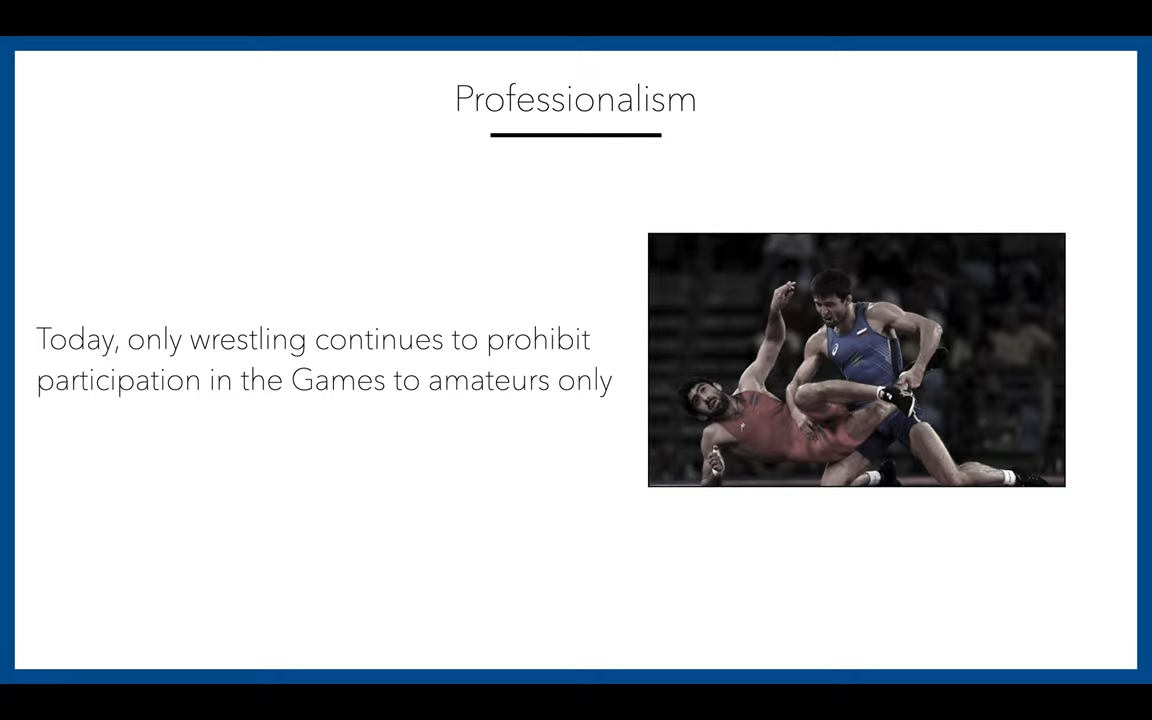 Professionalism
Today, only wrestling continues to prohibit
participation in the Games to amateurs only